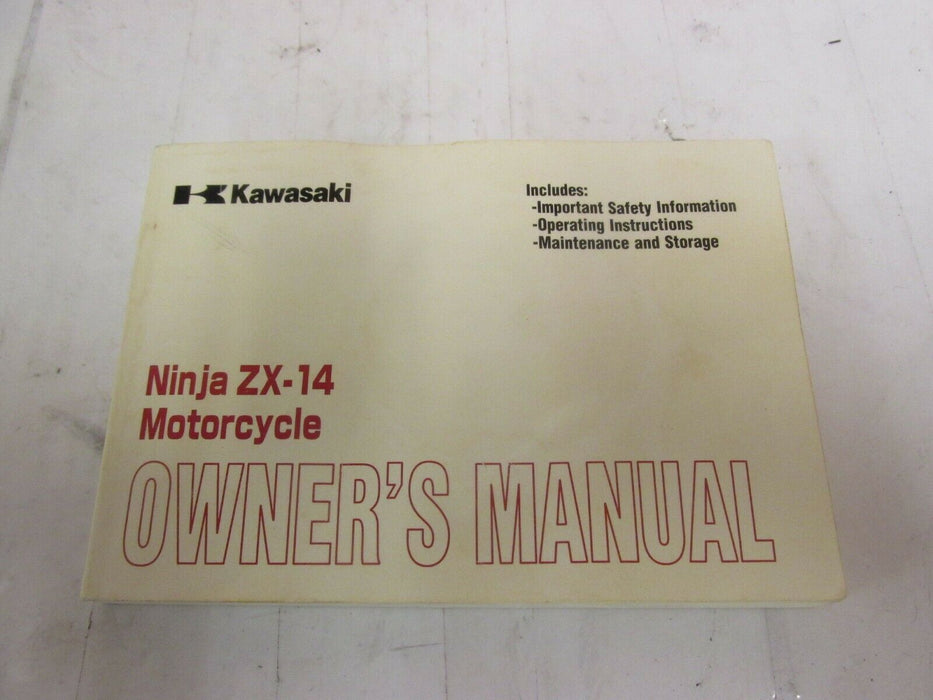 Kawasaki
Includes:
-Important Safety Information
-Operating Instructions
-Maintenance and Storage
Ninja ZX-14
Motorcycle
OWNER'S MANUAL